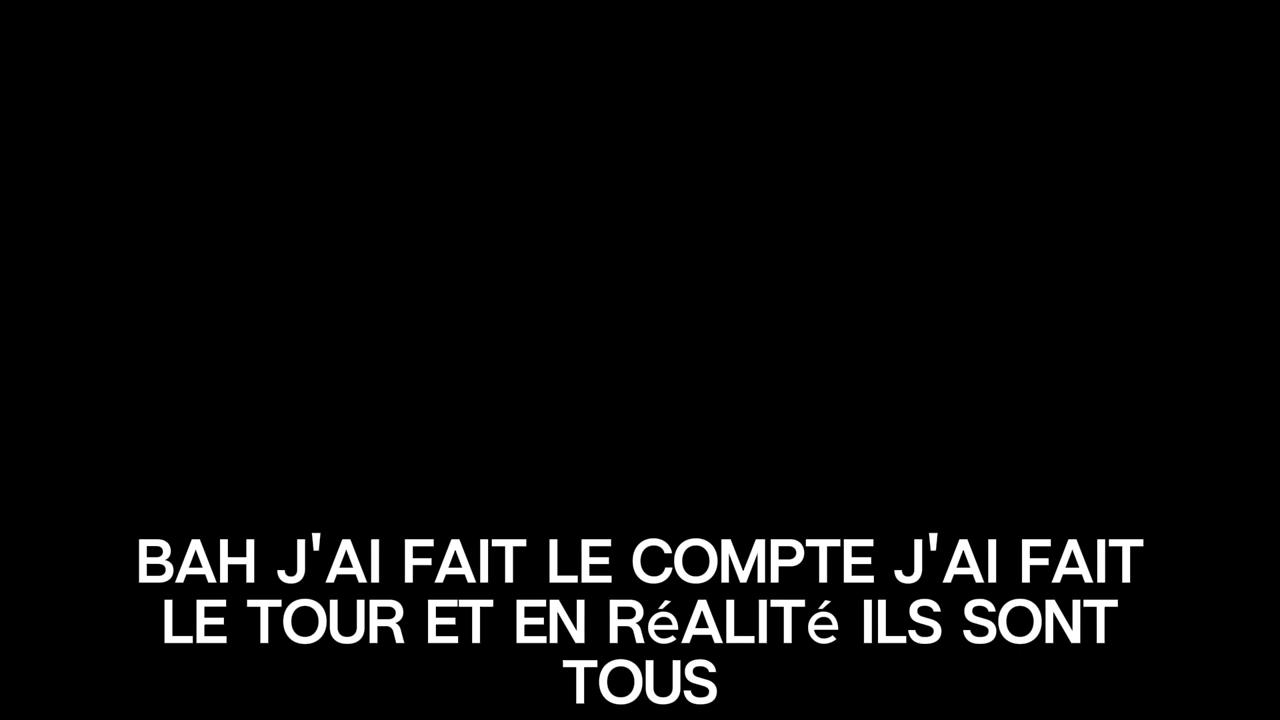 BAH J'AI FAIT LE COMPTE J'AI FAIT
LE TOUR ET EN RéALITé ILS SONT
TOUS